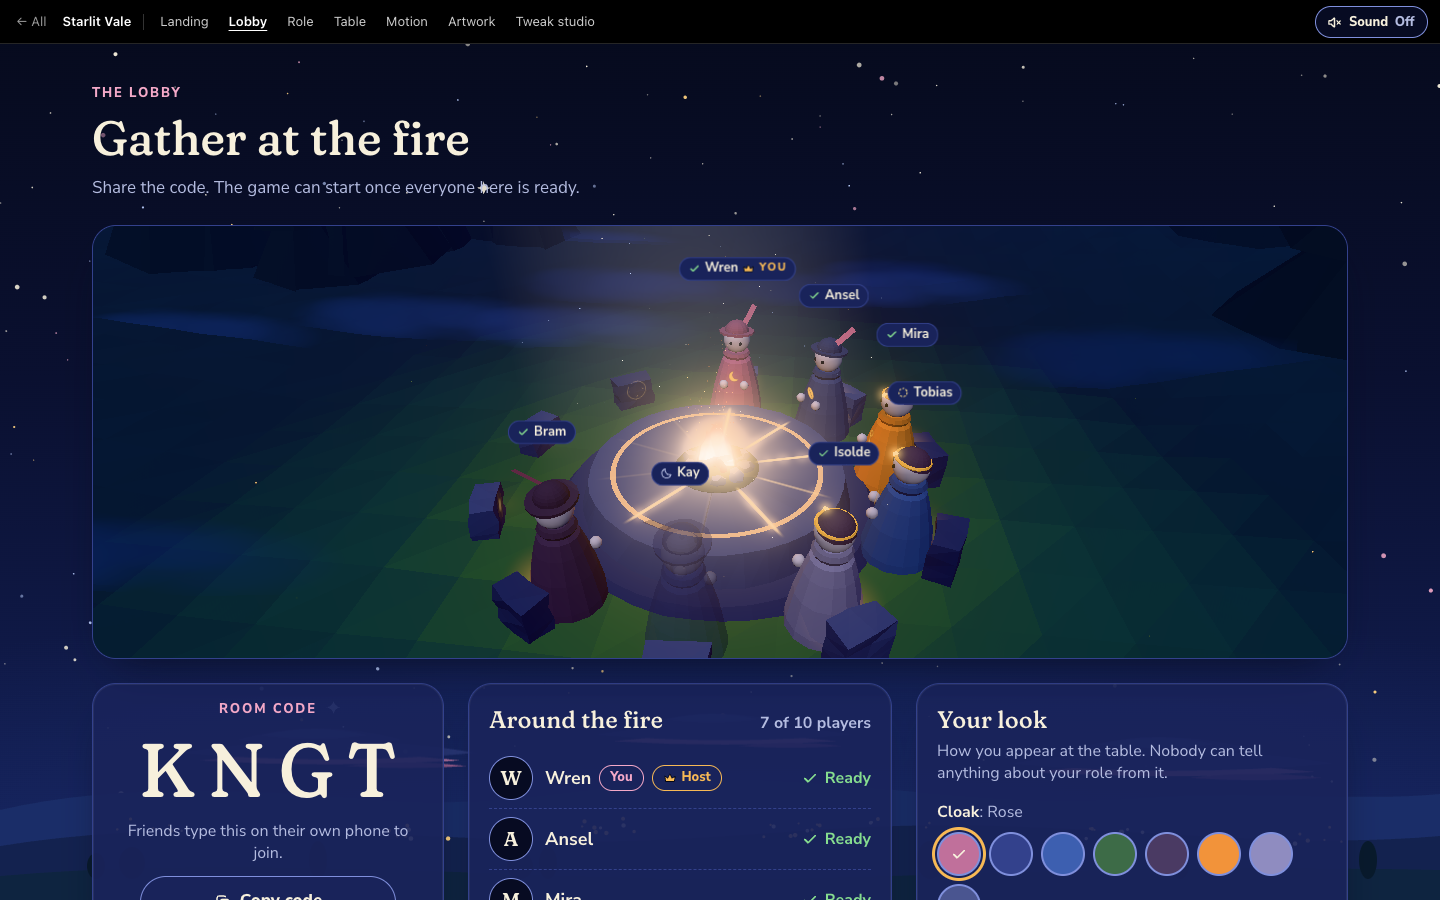 ← All Starlit Vale Landing Lobby Role Table Motion Artwork Tweak studio Sound Off
THE LOBBY
Gather at the fire
Share the code. The game can start once everyone here is ready.
Wren YOU
Ansel
Mira
Tobias
Bram
Isolde
Kay
ROOM CODE
KNGT
Friends type this on their own phone to
join.
Copy code
Around the fire 7 of 10 players
W Wren You Host Ready
A Ansel Ready
M Mira Ready
Your look
How you appear at the table. Nobody can tell
anything about your role from it.
Cloak: Rose